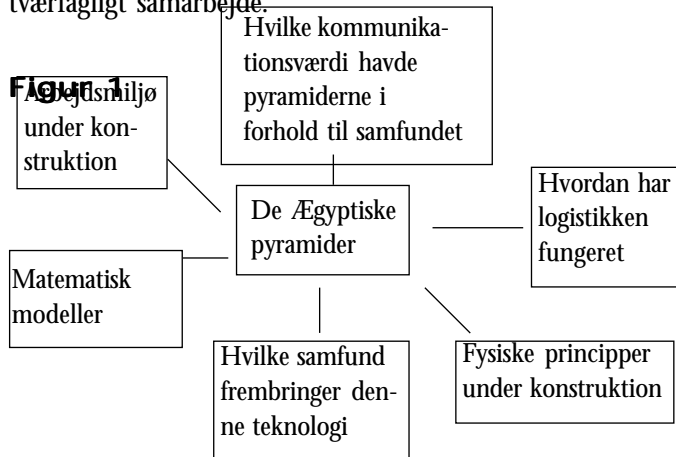 tværfagligt samarbejde.
Figur 1
Hvilke kommunika-
tionsværdi havde
pyramiderne i
forhold til samfundet
Arbejdsmiljø
under kon-
struktion
De Ægyptiske
pyramider
Hvordan har
logistikken
fungeret
Matematisk
modeller
Hvilke samfund
frembringer den-
ne teknologi
Fysiske principper
under konstruktion